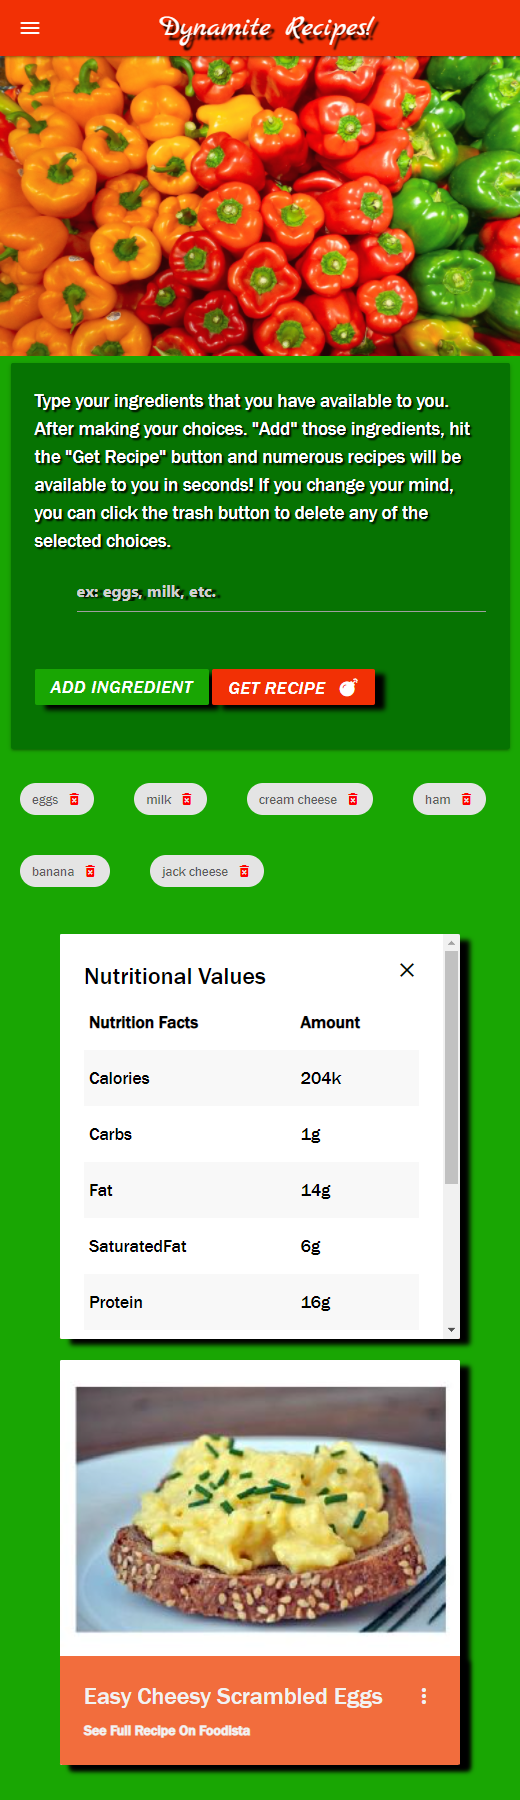 Dynamite Recipes!
Type your ingredients that you have available to you.
After making your choices. "Add" those ingredients, hit
the "Get Recipe" button and numerous recipes will be
available to you in seconds! If you change your mind,
you can click the trash button to delete any of the
selected choices.
ex: eggs, milk, etc.
ADD INGREDIENT GET RECIPE
eggs milk cream cheese ham
banana jack cheese
Nutritional Values
Nutrition Facts Amount
Calories 204k
Carbs 1g
Fat 14g
SaturatedFat 6g
Protein 16g
Easy Cheesy Scrambled Eggs
See Full Recipe On Foodista